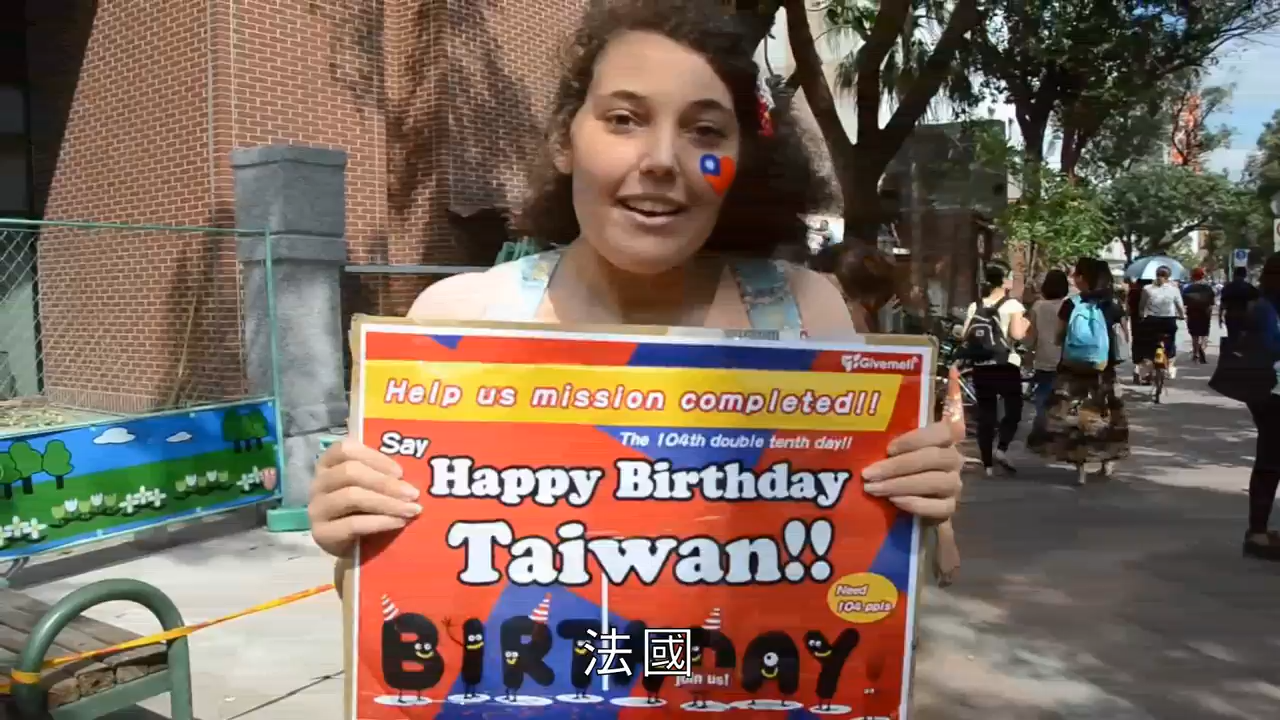 Givemeli
Help us mission completed!!
The 104th double tenth day!!
Say
Happy Birthday
Taiwan!!
Need
104 ppls
BIRTHDAY
法國
join us!